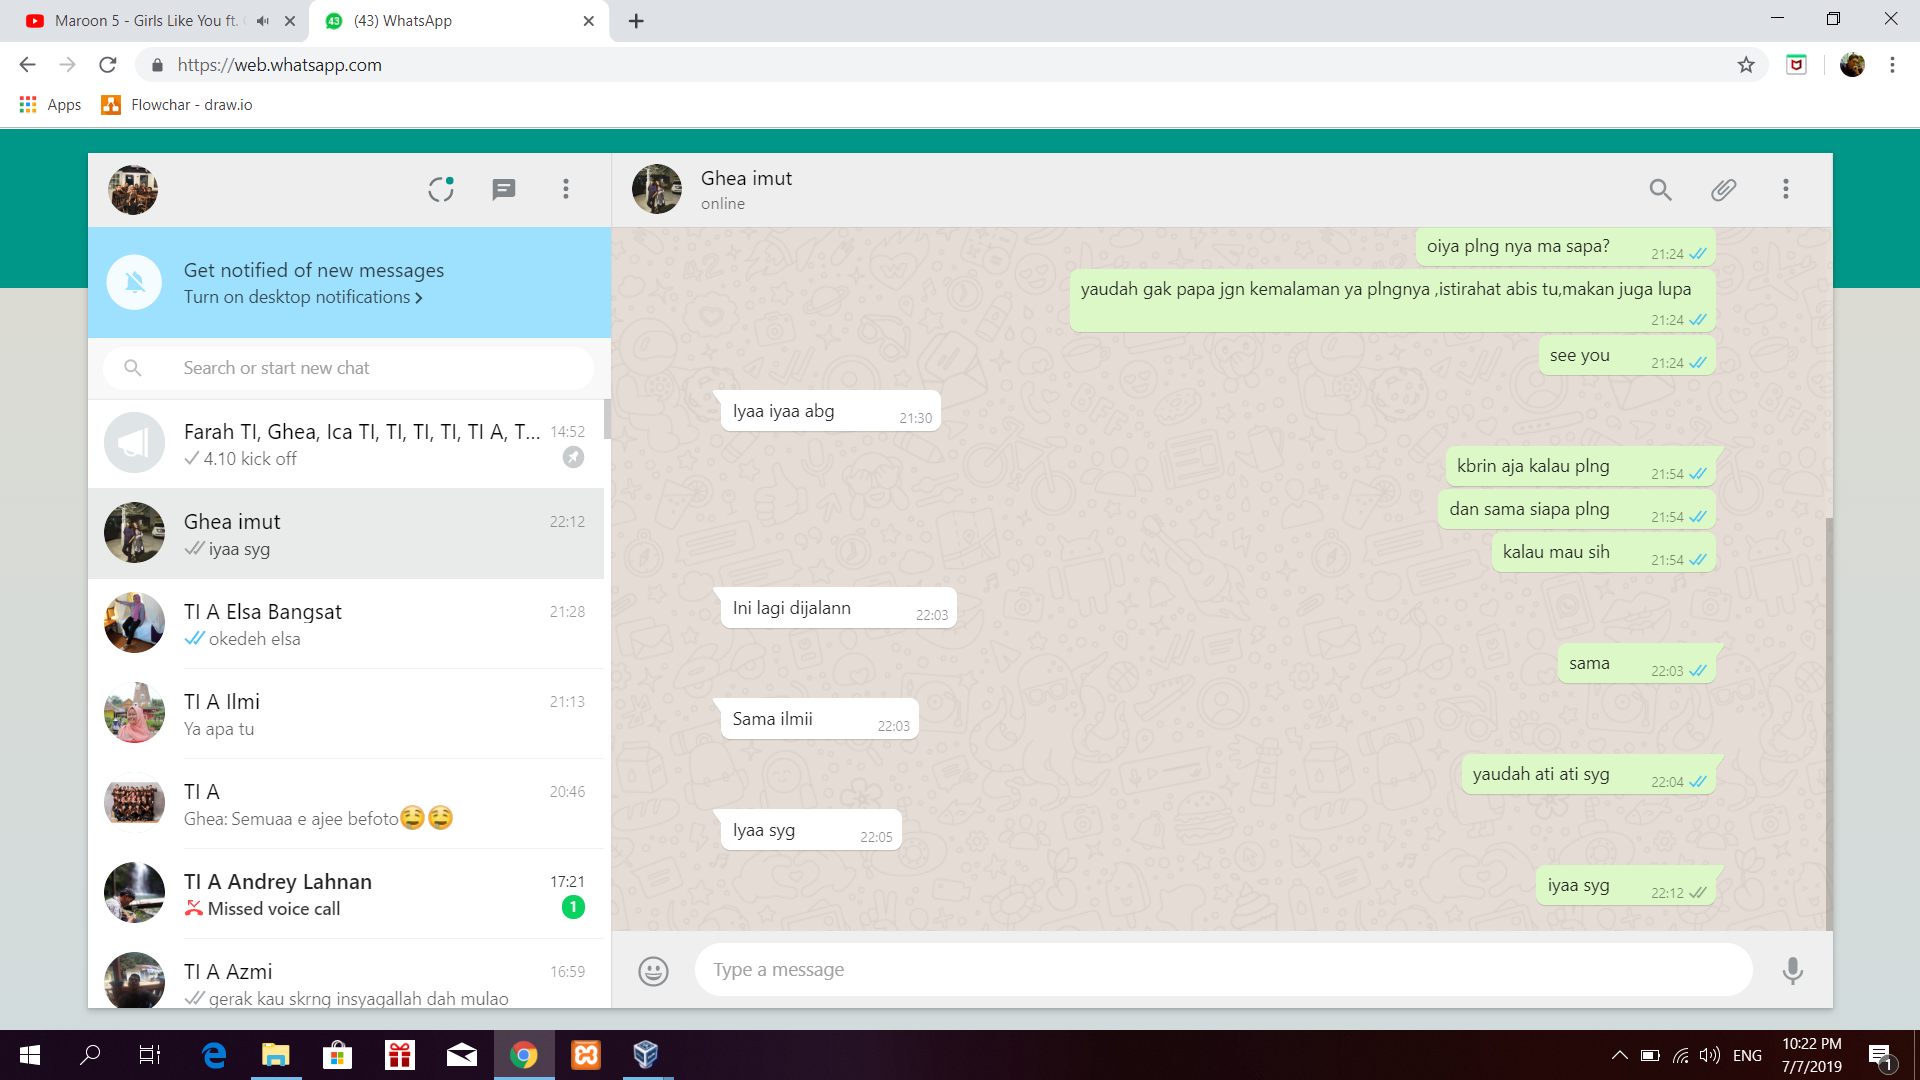 Maroon 5 - Girls Like You ft.
(43) WhatsApp
https://web.whatsapp.com
Apps
Flowchar - draw.io
Get notified of new messages
Turn on desktop notifications
Search or start new chat
Farah TI, Ghea, Ica TI, TI, TI, TI, TI A, T... 14:52
4.10 kick off
Ghea imut 22:12
iyaa syg
TI A Elsa Bangsat 21:28
okedeh elsa
TI A Ilmi 21:13
Ya apa tu
TI A 20:46
Ghea: Semuaa e ajee befoto🤤🤤
TI A Andrey Lahnan 17:21
Missed voice call 1
TI A Azmi 16:59
gerak kau skrng insyagallah dah mulao
Ghea imut
online
oiya plng nya ma sapa? 21:24
yaudah gak papa jgn kemalaman ya plngnya ,istirahat abis tu,makan juga lupa
21:24
see you 21:24
Iyaa iyaa abg 21:30
kbrin aja kalau plng 21:54
dan sama siapa plng 21:54
kalau mau sih 21:54
Ini lagi dijalann 22:03
sama 22:03
Sama ilmii 22:03
yaudah ati ati syg 22:04
Iyaa syg 22:05
iyaa syg 22:12
Type a message
ENG
10:22 PM
7/7/2019
1